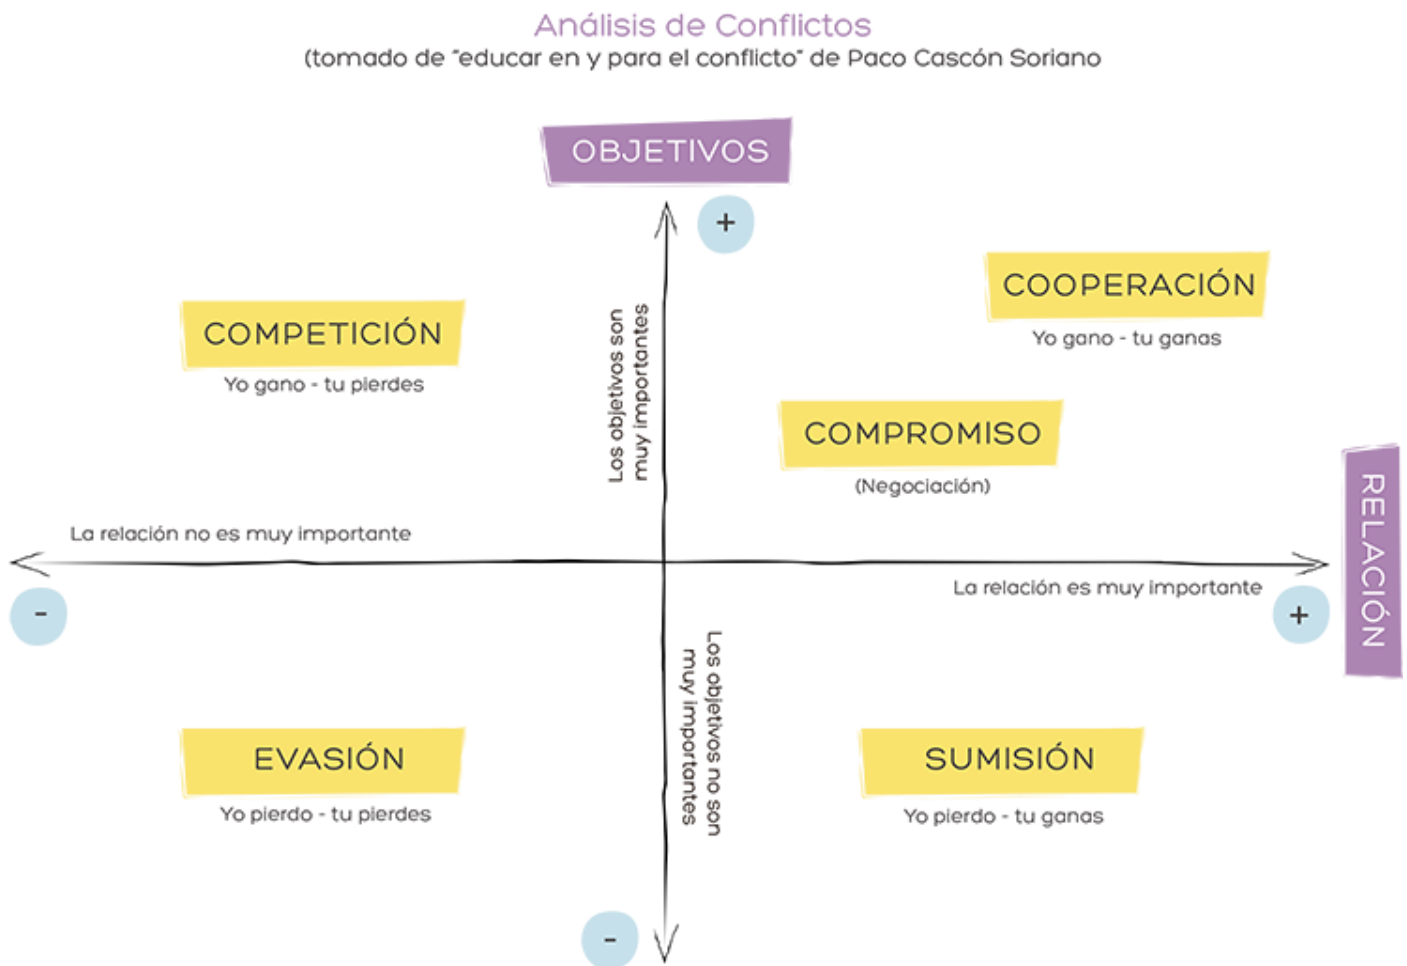 Análisis de Conflictos
(tomado de "educar en y para el conflicto" de Paco Cascón Soriano
OBJETIVOS
+
COOPERACIÓN
Yo gano - tu ganas
COMPETICIÓN
Yo gano - tu pierdes
Los objetivos son
muy importantes
COMPROMISO
(Negociación)
RELACIÓN
La relación no es muy importante
La relación es muy importante
-
+
Los objetivos no son
muy importantes
EVASIÓN
Yo pierdo - tu pierdes
SUMISIÓN
Yo pierdo - tu ganas
-